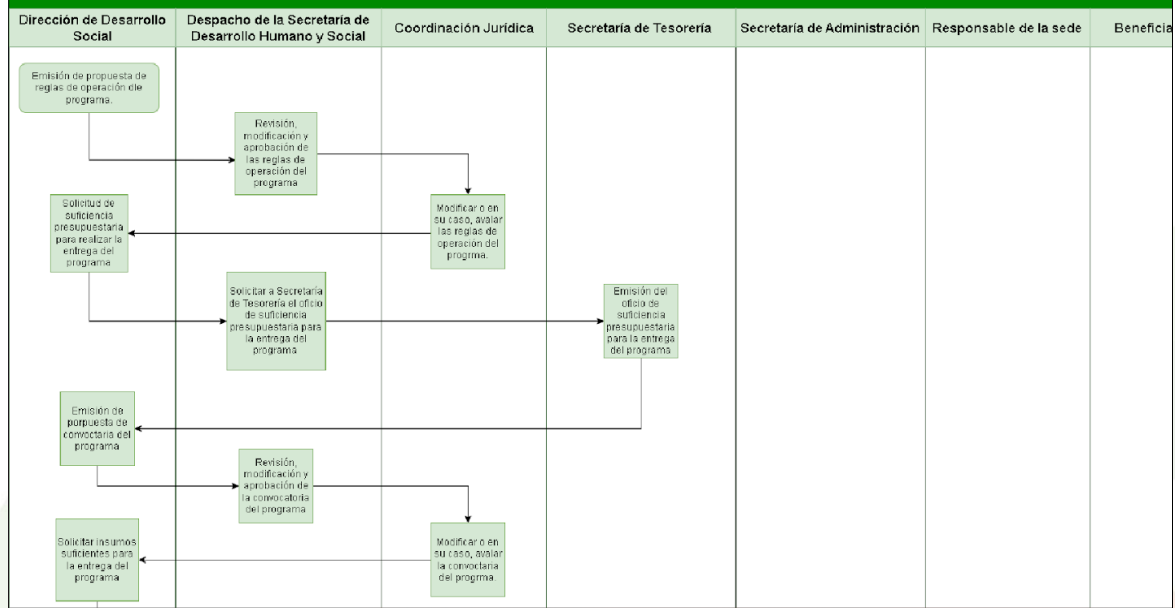 Dirección de Desarrollo
Social
Despacho de la Secretaría de
Desarrollo Humano y Social
Coordinación Jurídica
Secretaría de Tesorería
Secretaría de Administración
Responsable de la sede
Beneficia
Emisión de propuesta de
reglas de operación dle
programa.
Revisión,
modificación y
aprobación de
las reglas de
operación del
programa
Solicitud de
suficiencia
presupuestaria
para realizar la
entrega del
programa
Modificar o en
su caso, avalar
las reglas de
operación del
progrma.
Solicitar a Secretaría
de Tesorería el oficio
de suficiencia
presupuestaria para
la entrega del
programa
Emisión del
oficio de
suficiencia
presupuestaria
para la entrega
del programa
Emisión de
porpuesta de
convoctaria del
programa
Revisión,
modificación y
aprobación de
la convocatoria
del programa
Solicitar insumos
suficientes para
la entrega del
programa
Modificar o en
su caso, avalar
la convoctaria
del progrma.